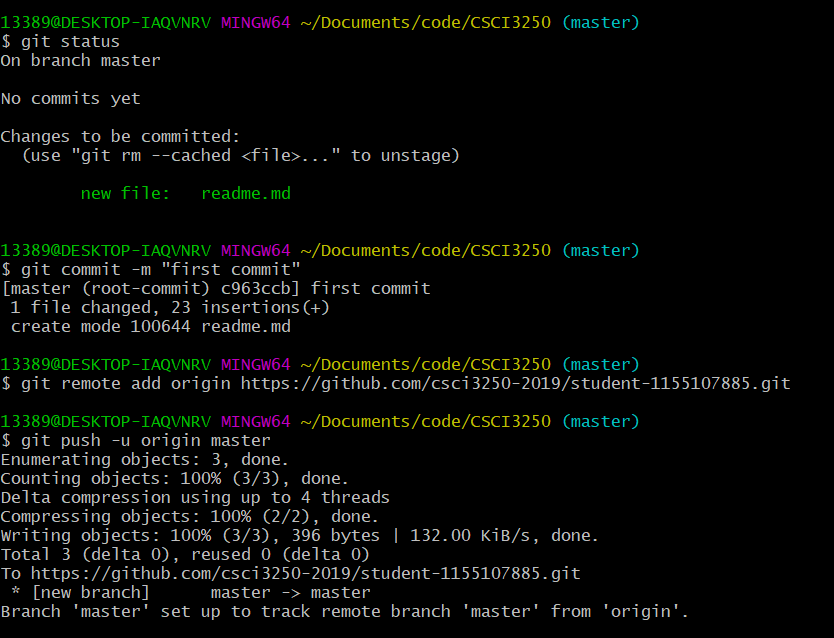 13389@DESKTOP-IAQVNRV MINGW64 ~/Documents/code/CSCI3250 (master)
$ git status
On branch master
No commits yet
Changes to be committed:
  (use "git rm --cached <file>..." to unstage)
        new file:   readme.md
13389@DESKTOP-IAQVNRV MINGW64 ~/Documents/code/CSCI3250 (master)
$ git commit -m "first commit"
[master (root-commit) c963ccb] first commit
 1 file changed, 23 insertions(+)
 create mode 100644 readme.md
13389@DESKTOP-IAQVNRV MINGW64 ~/Documents/code/CSCI3250 (master)
$ git remote add origin https://github.com/csci3250-2019/student-1155107885.git
13389@DESKTOP-IAQVNRV MINGW64 ~/Documents/code/CSCI3250 (master)
$ git push -u origin master
Enumerating objects: 3, done.
Counting objects: 100% (3/3), done.
Delta compression using up to 4 threads
Compressing objects: 100% (2/2), done.
Writing objects: 100% (3/3), 396 bytes | 132.00 KiB/s, done.
Total 3 (delta 0), reused 0 (delta 0)
To https://github.com/csci3250-2019/student-1155107885.git
 * [new branch]      master -> master
Branch 'master' set up to track remote branch 'master' from 'origin'.